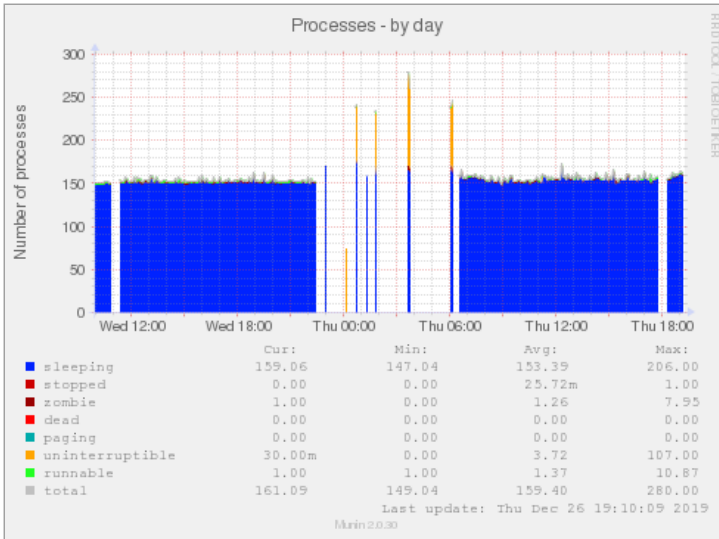 Processes - by day
RRDTOOL / TOBI OETIKER
Number of processes
300
250
200
150
100
50
0
Wed 12:00 Wed 18:00 Thu 00:00 Thu 06:00 Thu 12:00 Thu 18:00
Cur: Min: Avg: Max:
sleeping 159.06 147.04 153.39 206.00
stopped 0.00 0.00 25.72m 1.00
zombie 1.00 0.00 1.26 7.95
dead 0.00 0.00 0.00 0.00
paging 0.00 0.00 0.00 0.00
uninterruptible 30.00m 0.00 3.72 107.00
runnable 1.00 1.00 1.37 10.87
total 161.09 149.04 159.40 280.00
Last update: Thu Dec 26 19:10:09 2019
Munin 2.0.30